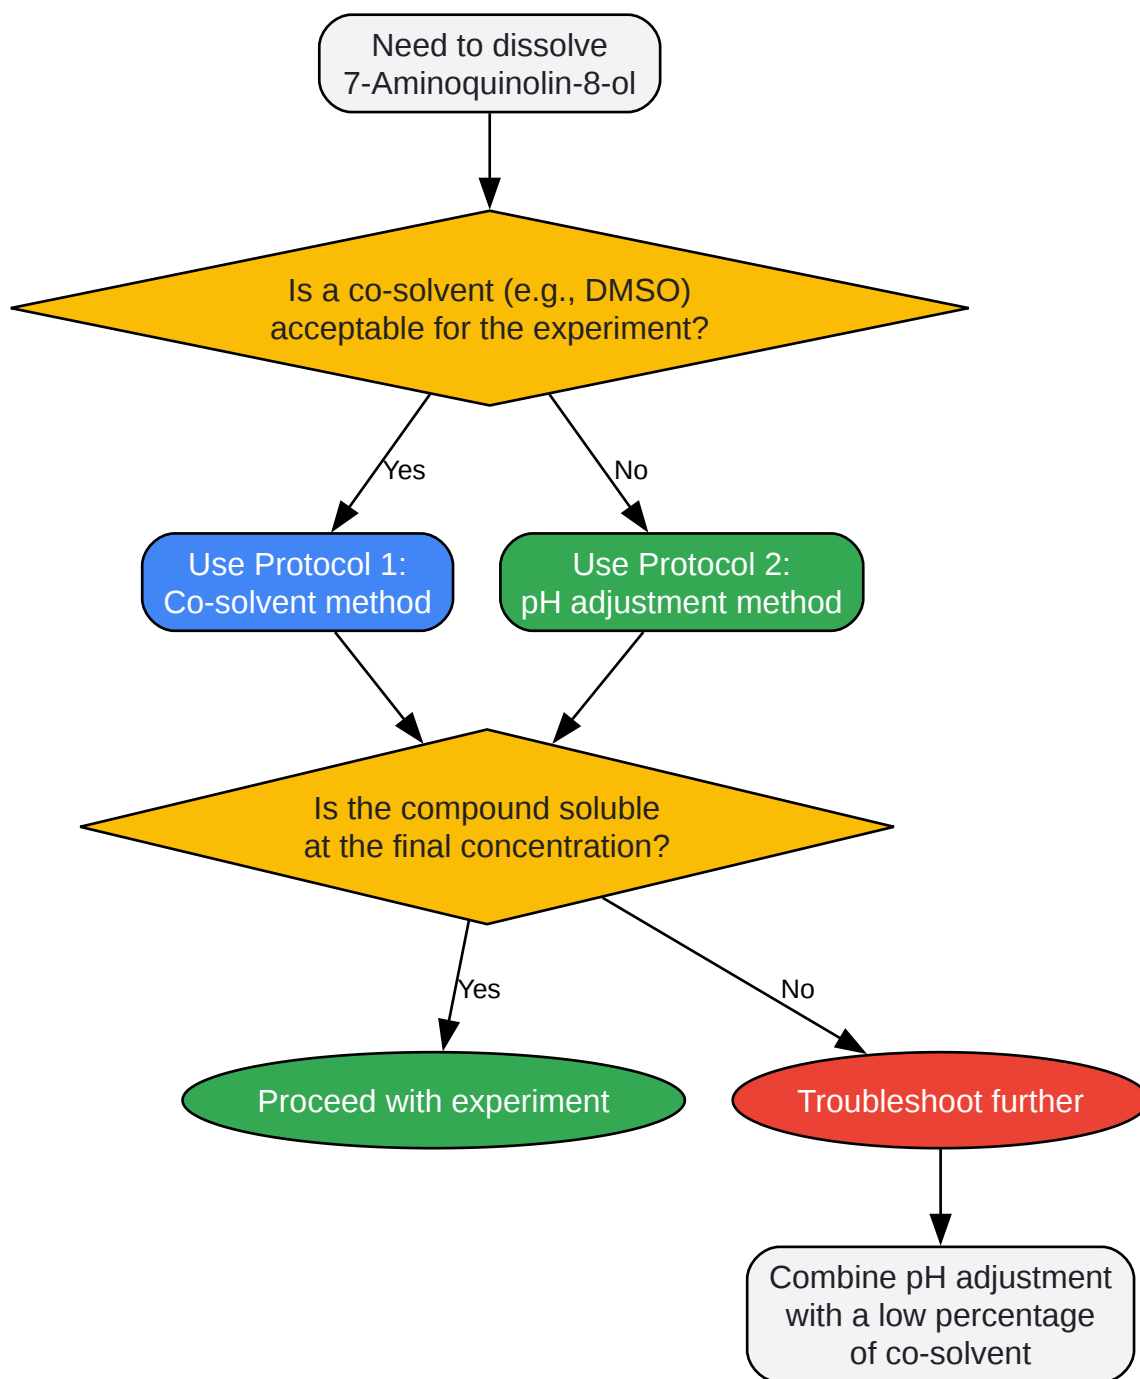 Need to dissolve
7-Aminoquinolin-8-ol
Is a co-solvent (e.g., DMSO)
acceptable for the experiment?
Yes
No
Use Protocol 1:
Co-solvent method
Use Protocol 2:
pH adjustment method
Is the compound soluble
at the final concentration?
Yes
No
Proceed with experiment
Troubleshoot further
Combine pH adjustment
with a low percentage
of co-solvent